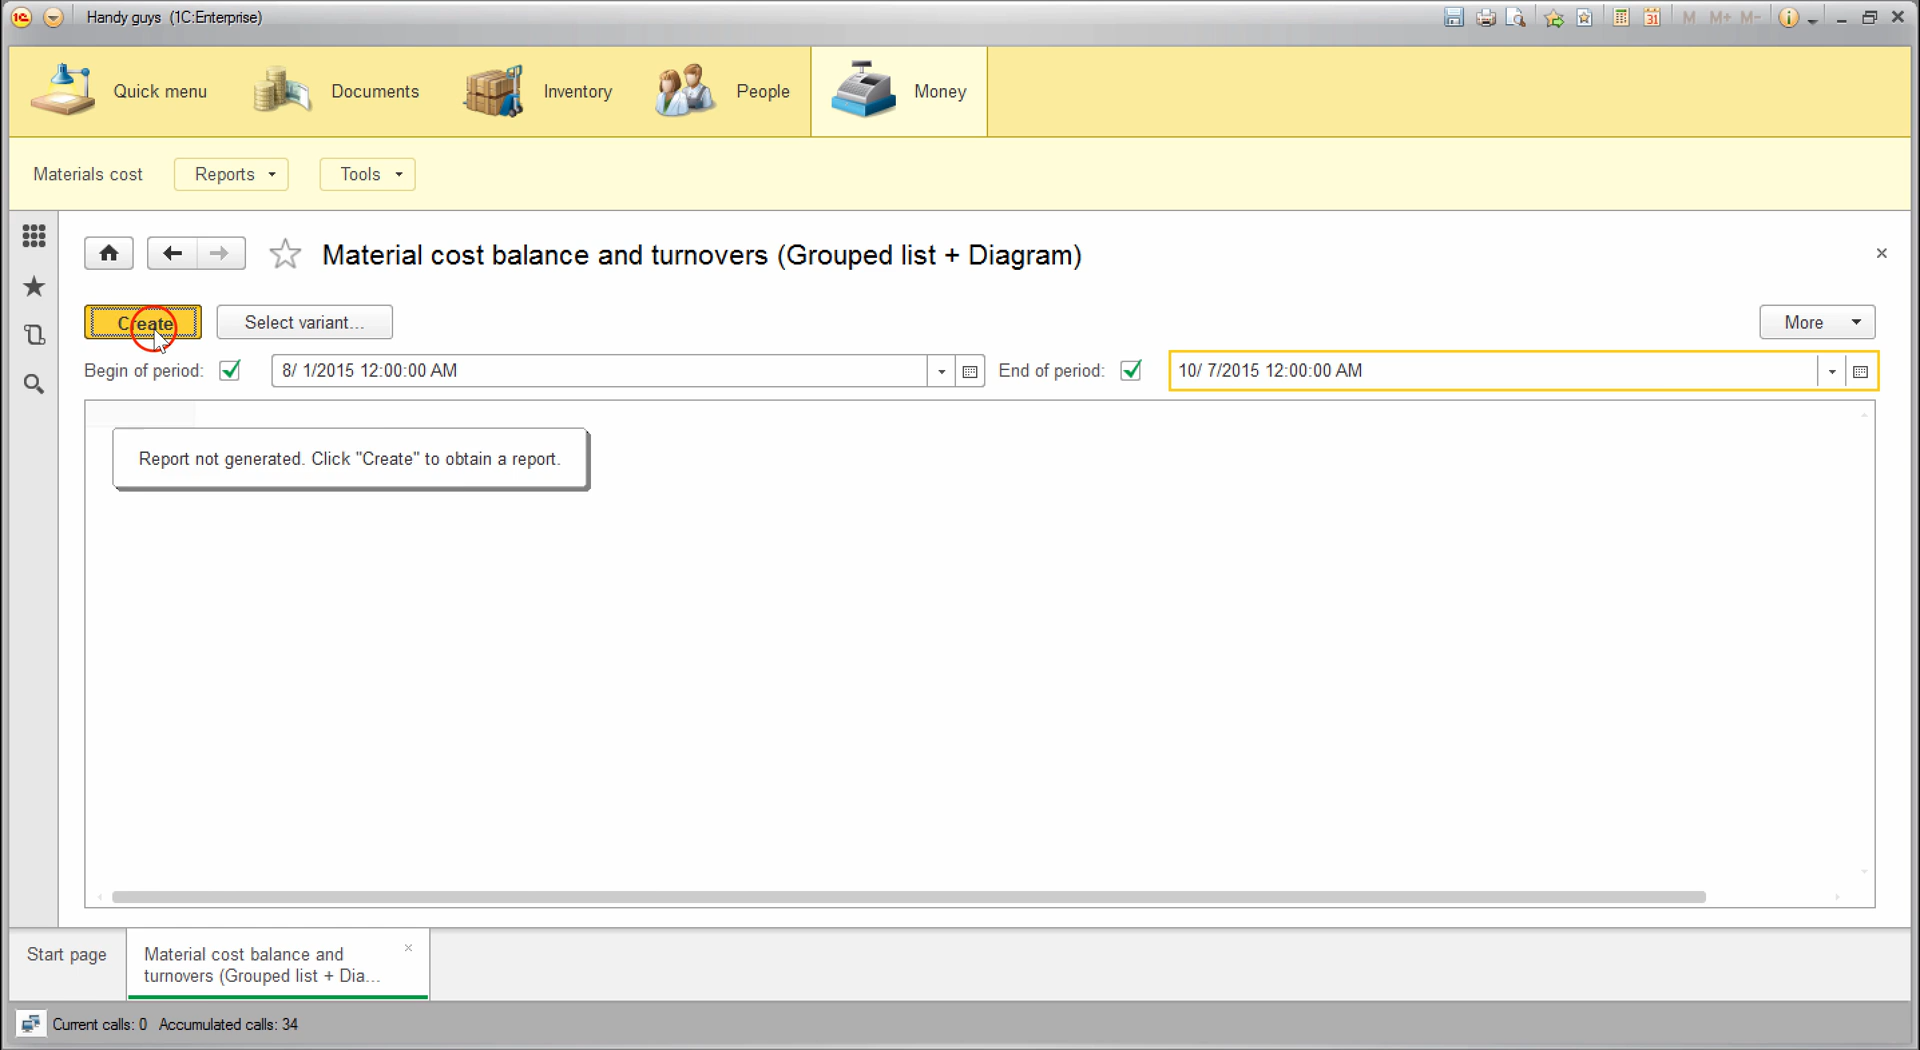 Handy guys (1C:Enterprise)
M M+ M-
Quick menu
Documents
Inventory
People
Money
Materials cost
Reports
Tools
Material cost balance and turnovers (Grouped list + Diagram)
Create
Select variant...
More
Begin of period: 8/ 1/2015 12:00:00 AM End of period: 10/ 7/2015 12:00:00 AM
Report not generated. Click "Create" to obtain a report.
Start page
Material cost balance and
turnovers (Grouped list + Dia...
Current calls: 0 Accumulated calls: 34